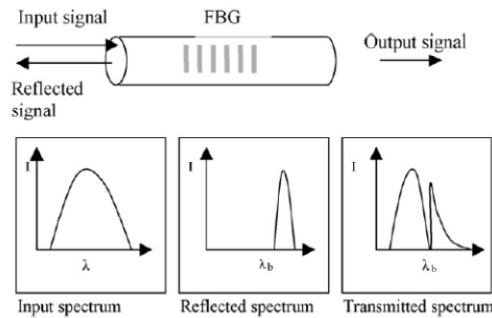 Input signal
FBG
Output signal
Reflected
signal
I
λ
I
λb
I
λb
Input spectrum
Reflected spectrum
Transmitted spectrum